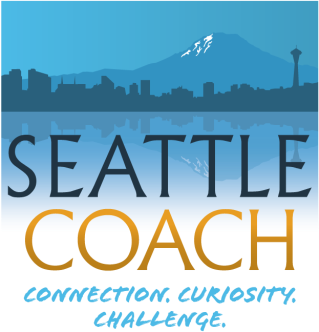 SEATTLE
COACH
CONNECTION. CURIOSITY.
CHALLENGE.